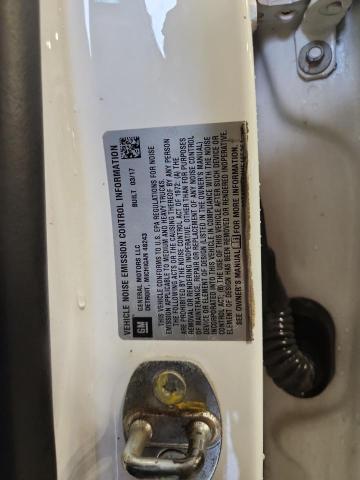 VEHICLE NOISE EMISSION CONTROL INFORMATION
GM
GENERAL MOTORS LLC
DETROIT, MICHIGAN 48243
BUILT 03/17
THIS VEHICLE CONFORMS TO U.S. EPA REGULATIONS FOR NOISE
EMISSION APPLICABLE TO MEDIUM AND HEAVY TRUCKS.
THE FOLLOWING ACTS OR THE CAUSING THEREOF BY ANY PERSON
ARE PROHIBITED BY THE NOISE CONTROL ACT OF 1972: (A) THE
REMOVAL OR RENDERING INOPERATIVE, OTHER THAN FOR PURPOSES
OF MAINTENANCE, REPAIR, OR REPLACEMENT OF ANY NOISE CONTROL
DEVICE OR ELEMENT OF DESIGN (LISTED IN THE OWNER'S MANUAL)
INCORPORATED INTO THIS VEHICLE IN COMPLIANCE WITH THE NOISE
CONTROL ACT; (B) THE USE OF THIS VEHICLE AFTER SUCH DEVICE OR
ELEMENT OF DESIGN HAS BEEN REMOVED OR RENDERED INOPERATIVE.
SEE OWNER'S MANUAL FOR MORE INFORMATION.